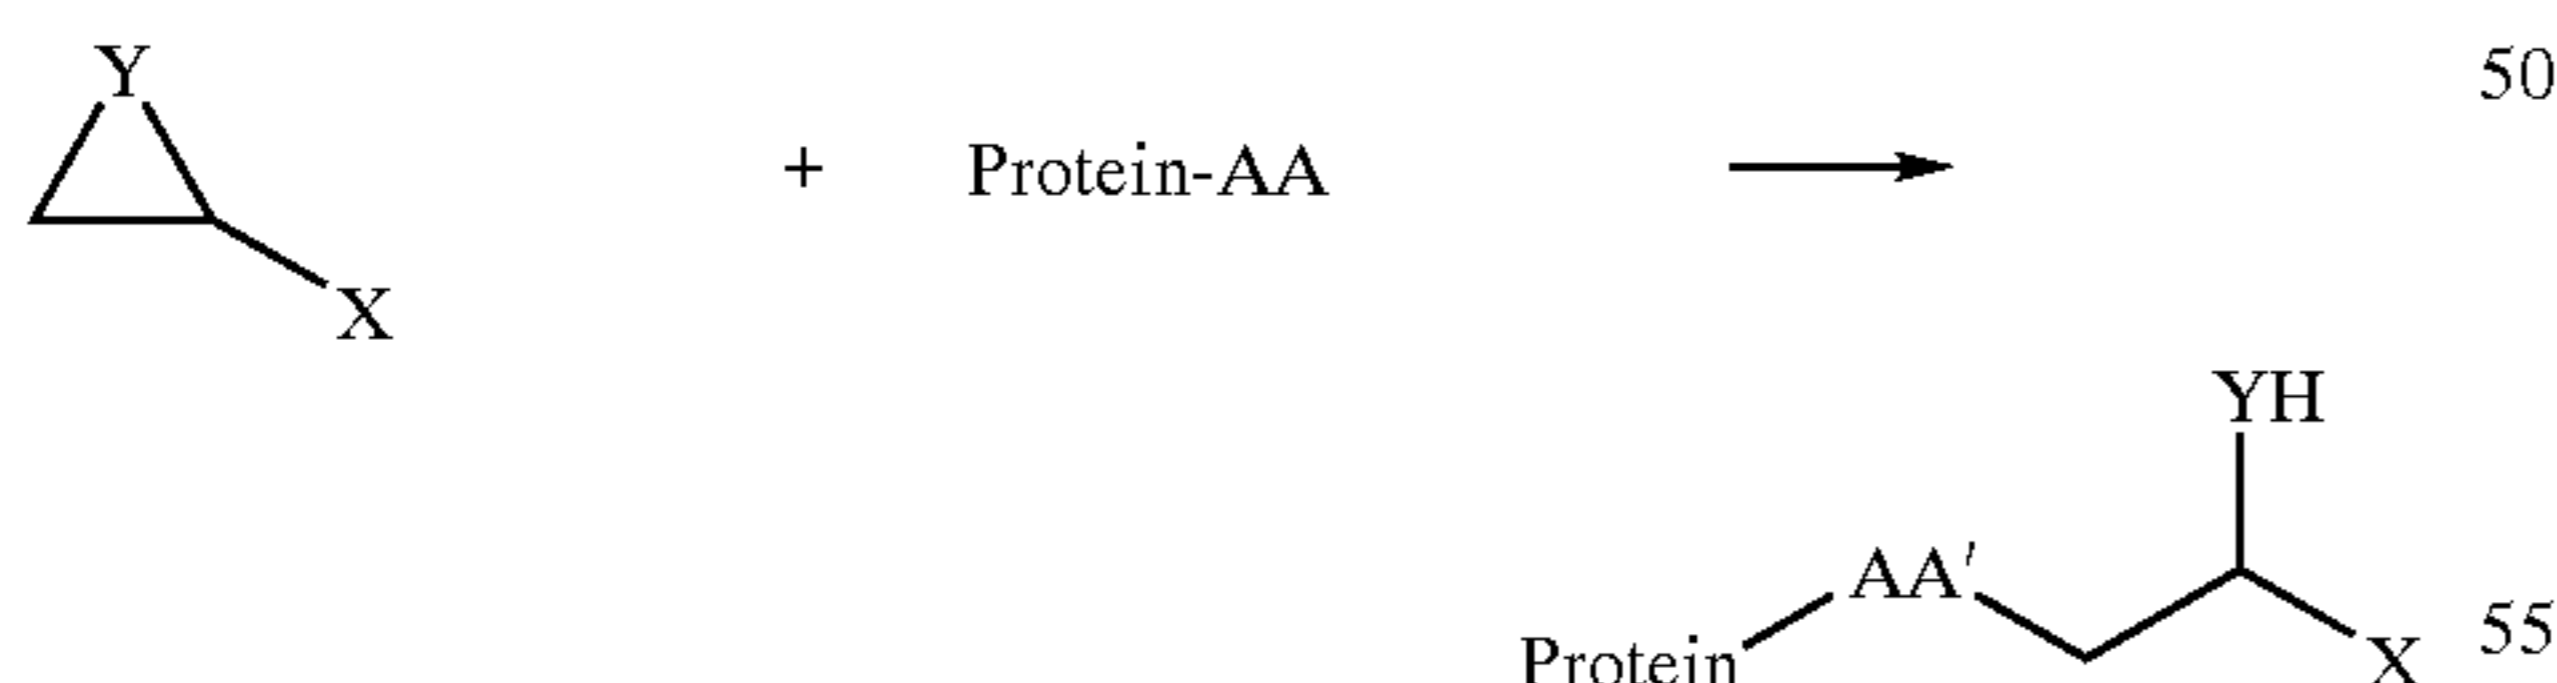 Y 50
+ Protein-AA
X
YH
AA′
Protein X 55